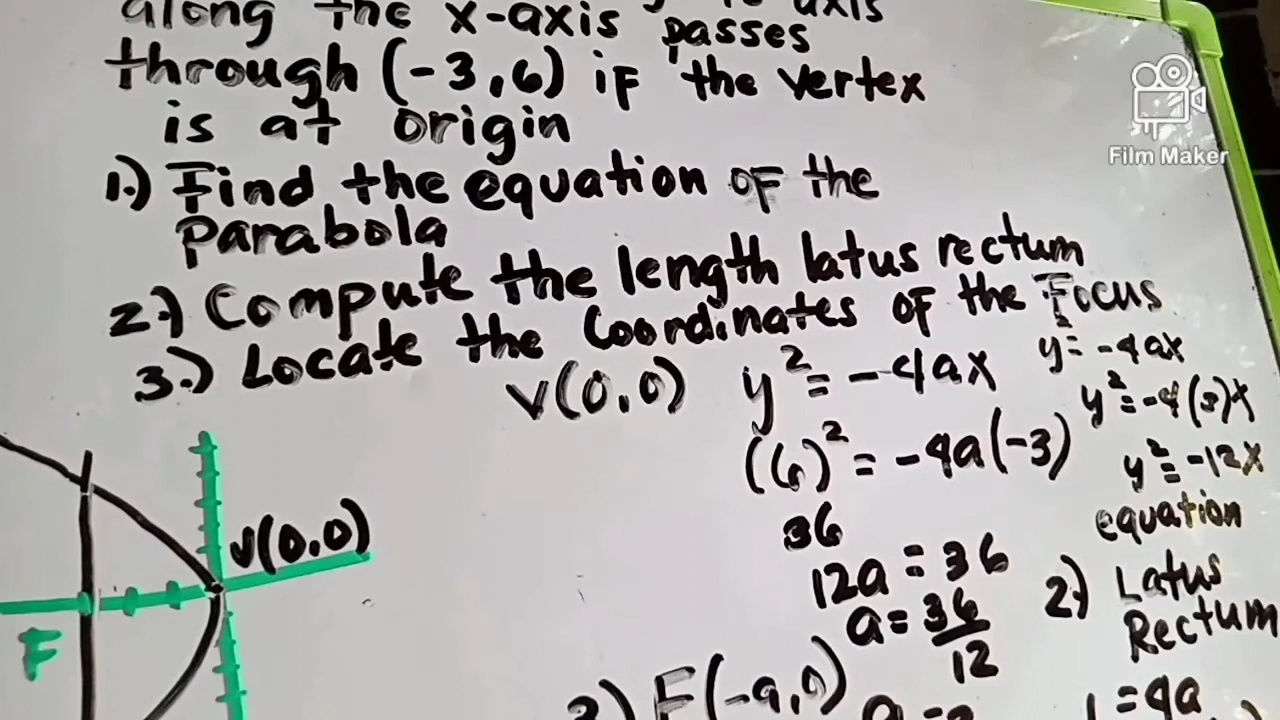 along the x-axis axis
passes
through (-3,6) if the vertex
is at origin
1.) Find the equation of the
parabola
2.) Compute the length latus rectum
3.) Locate the Coordinates of the Focus
V(0,0)
y² = -4ax
(6)² = -4a(-3)
36
12a = 36
a = 36/12
y² = -4ax
y² = -4(3)x
y² = -12x
equation
2.) Latus
Rectum
= 4a
3) F(-a,0)
V(0,0)
F
Film Maker